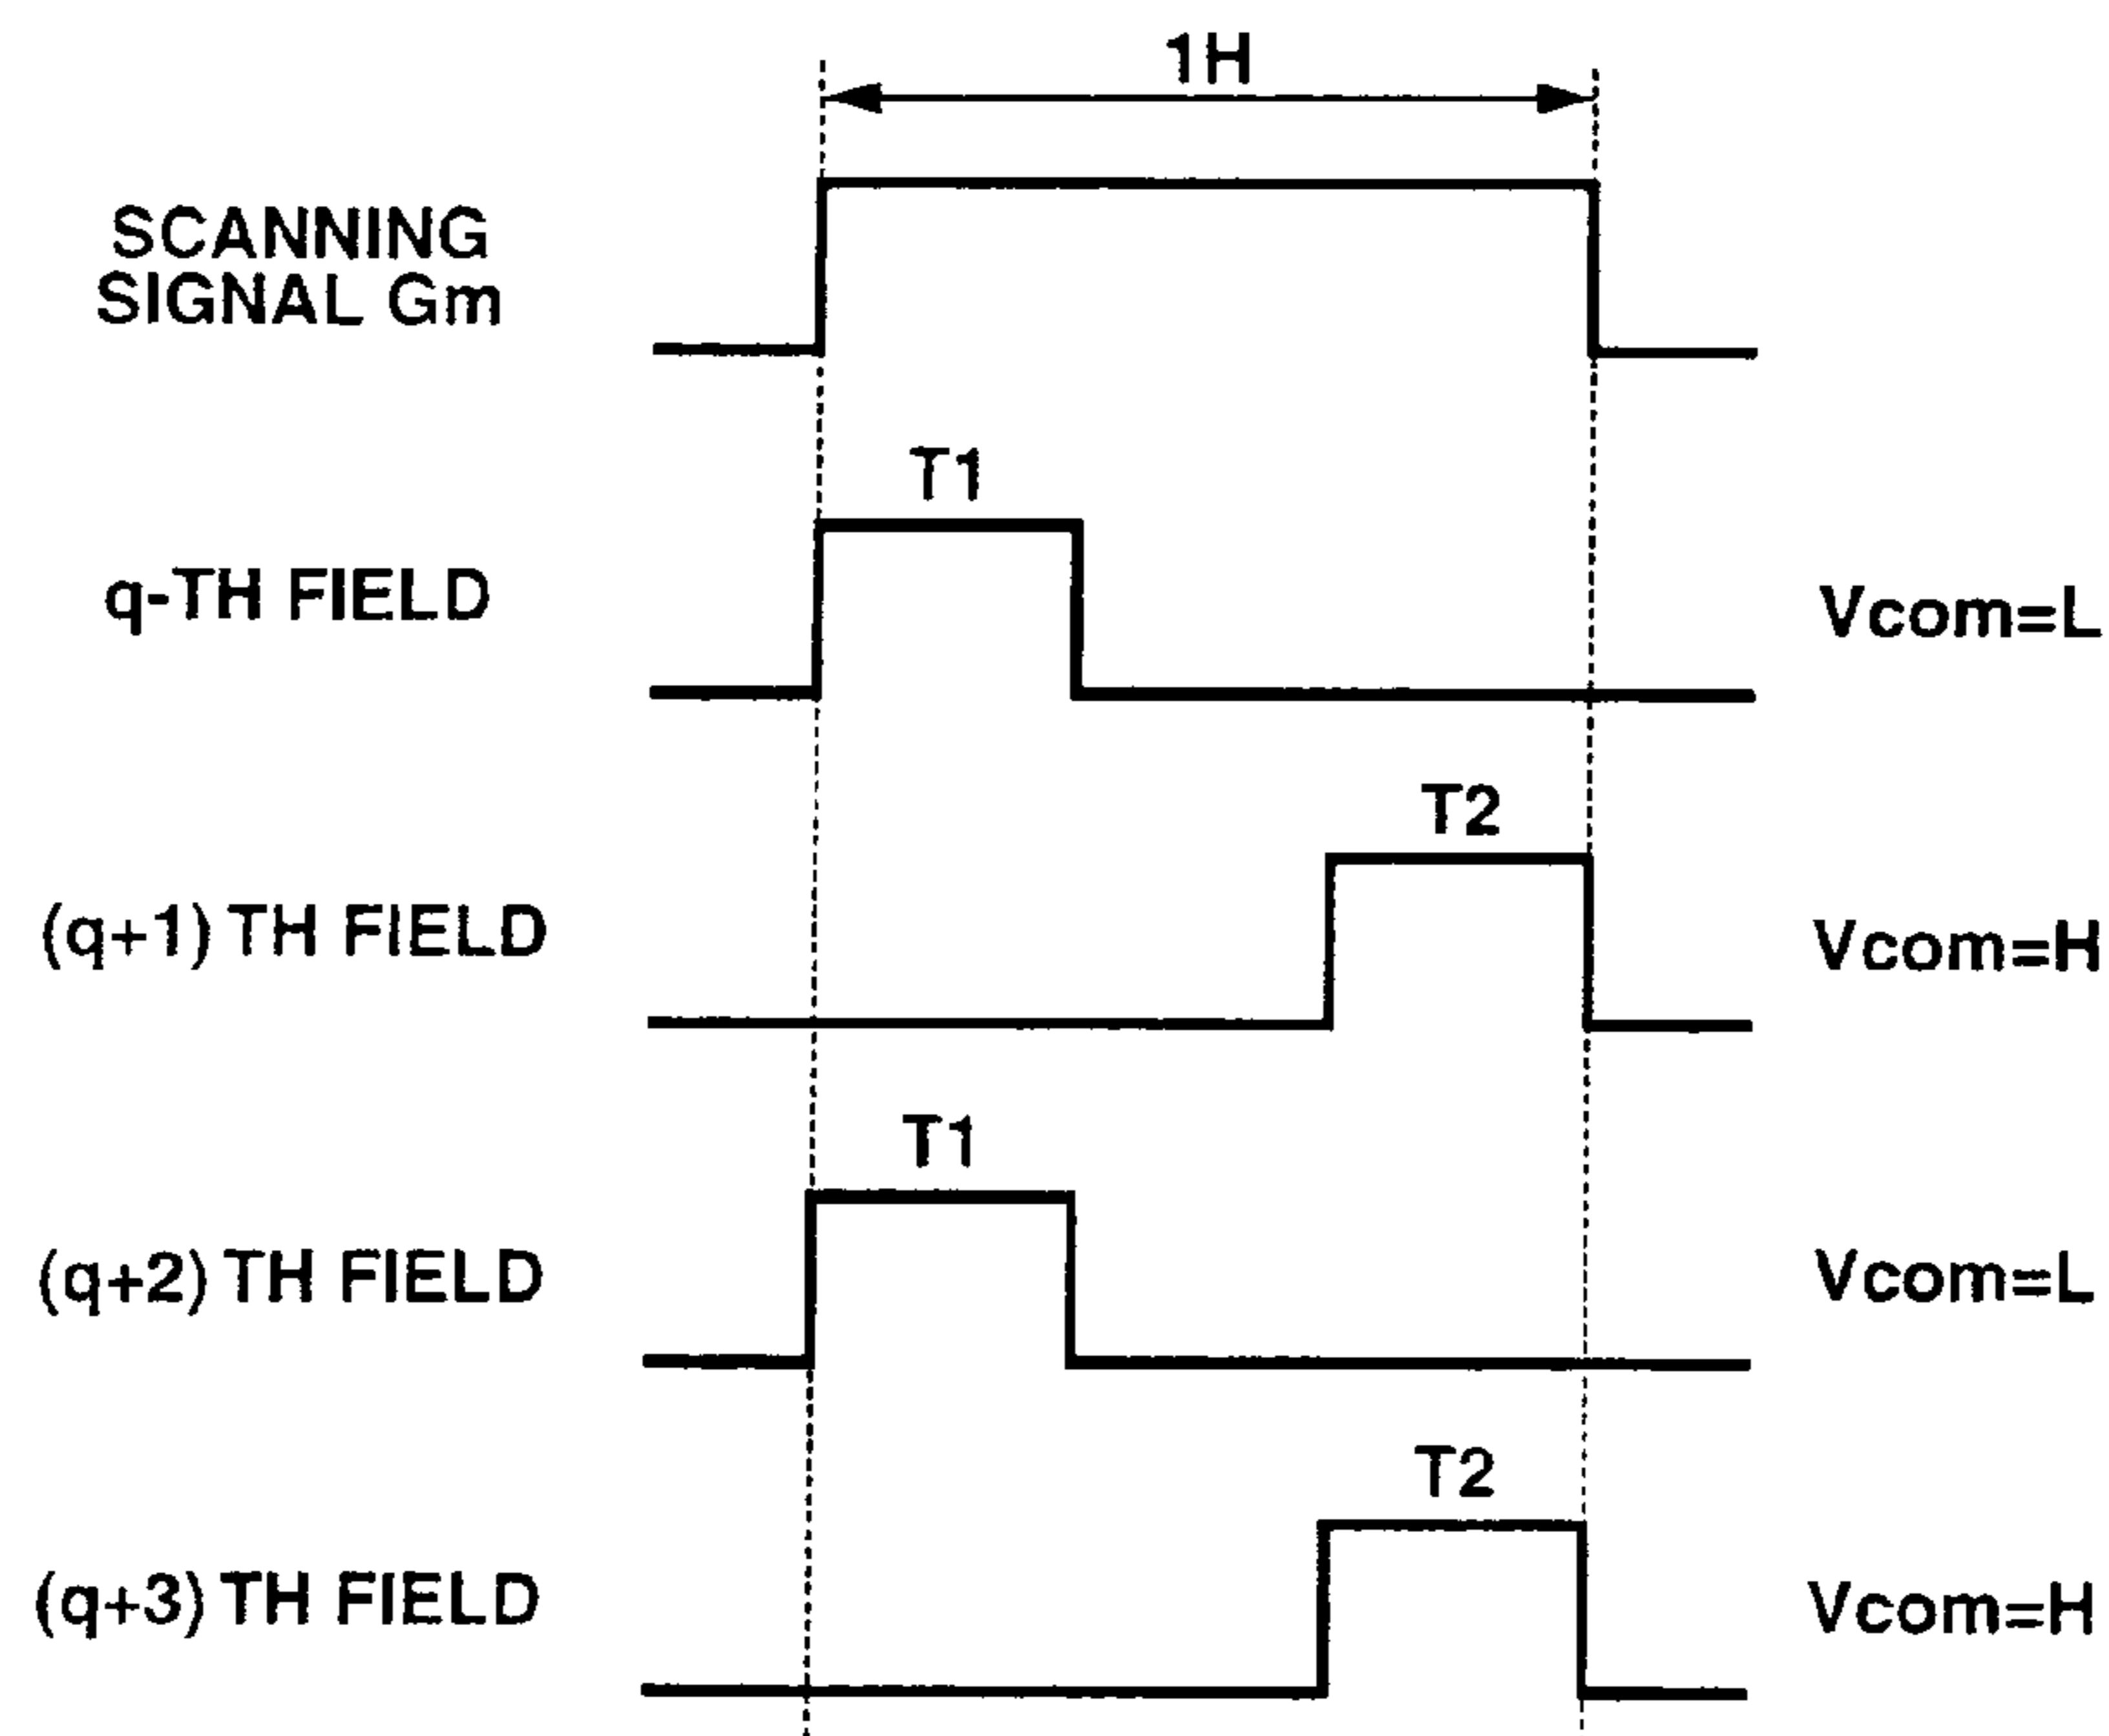 1H
SCANNING
SIGNAL Gm
T1
q-TH FIELD
Vcom=L
T2
(q+1) TH FIELD
Vcom=H
T1
(q+2) TH FIELD
Vcom=L
T2
(q+3) TH FIELD
Vcom=H